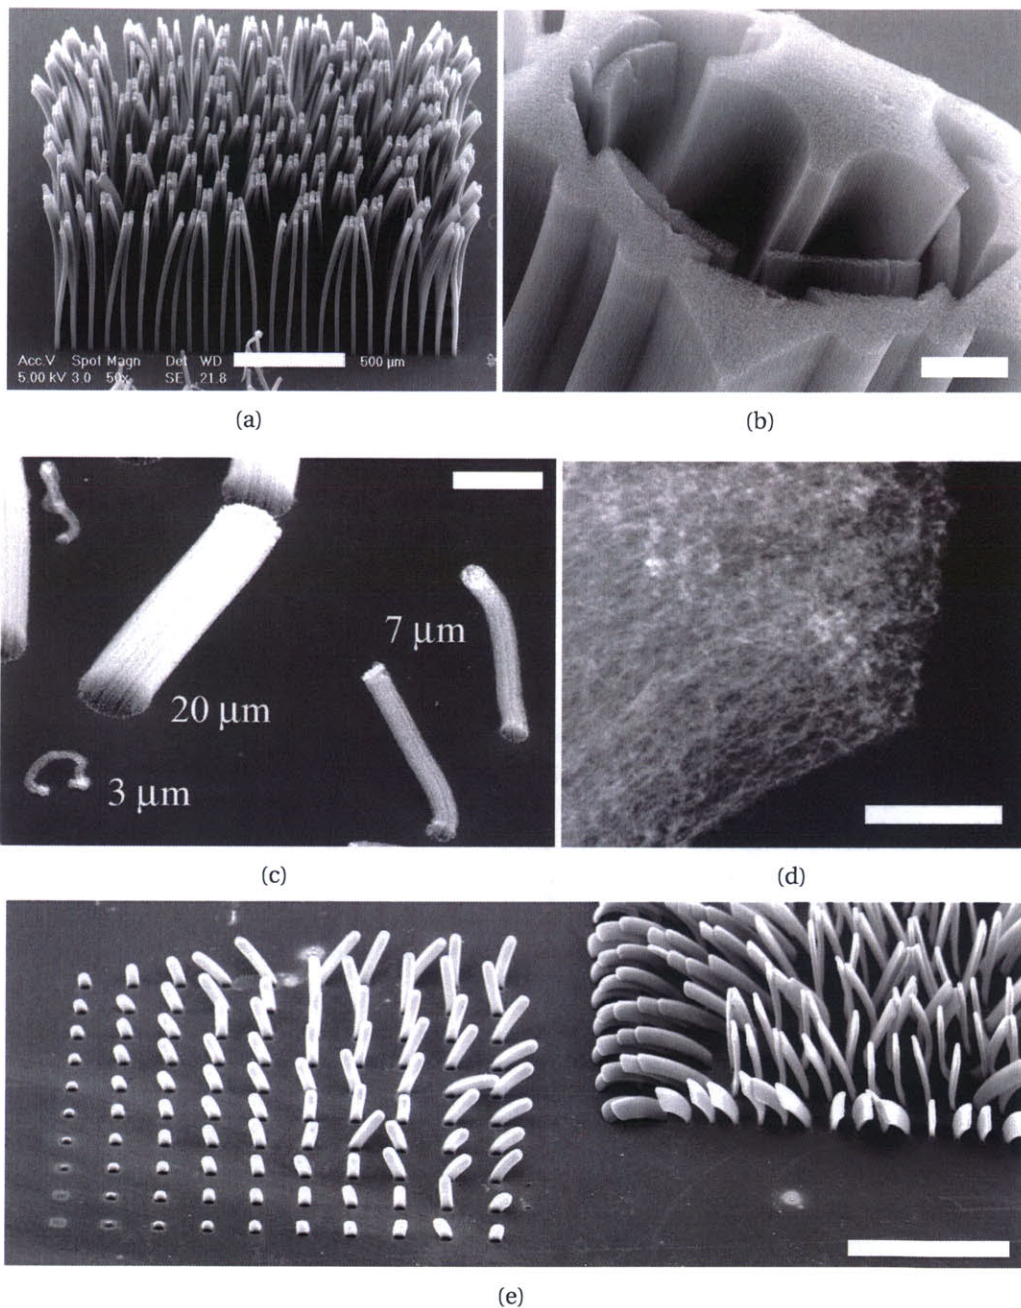 Acc.V Spot Magn Det WD 500 µm
5.00 kV 3.0 50x SE 21.8
(a)
(b)
7 µm
20 µm
3 µm
(c)
(d)
(e)